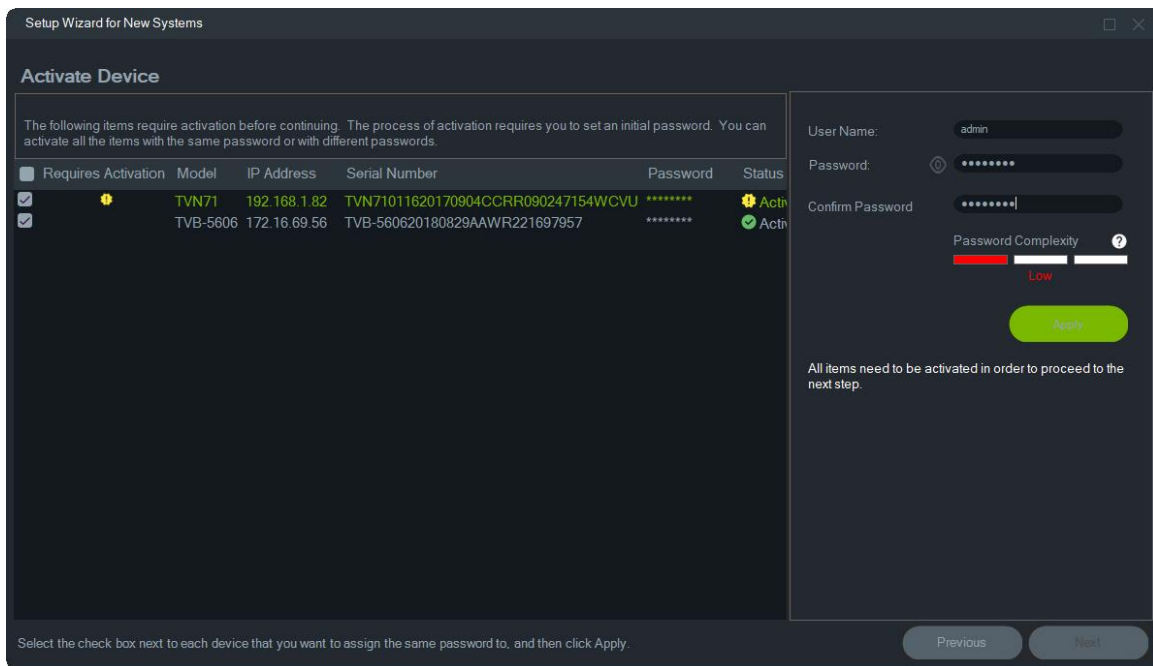 Setup Wizard for New Systems
Activate Device
The following items require activation before continuing. The process of activation requires you to set an initial password. You can
activate all the items with the same password or with different passwords.
Requires Activation Model IP Address Serial Number Password Status
TVN71 192.168.1.82 TVN71011620170904CCRR090247154WCVU ******** Activ
TVB-5606 172.16.69.56 TVB-560620180829AAWR221697957 ******** Activ
User Name: admin
Password: ••••••••
Confirm Password ••••••••
Password Complexity ?
Low
Apply
All items need to be activated in order to proceed to the
next step.
Select the check box next to each device that you want to assign the same password to, and then click Apply.
Previous Next